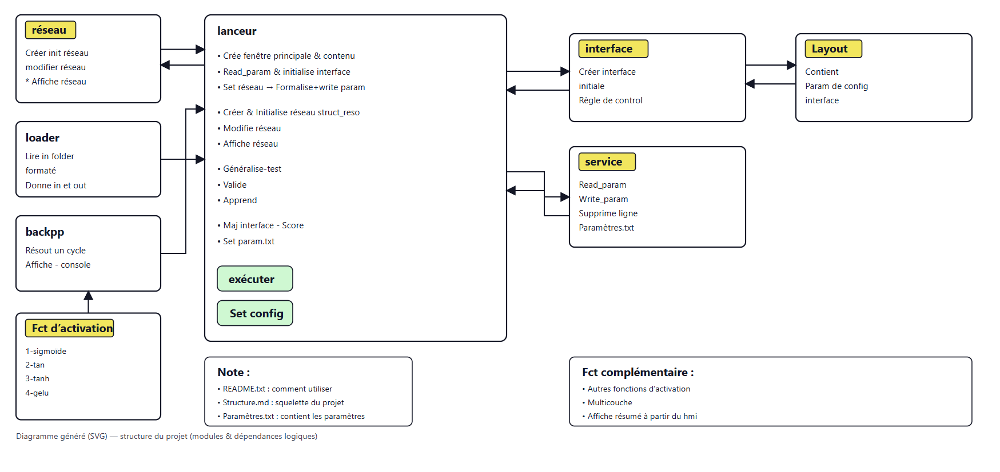 réseau
Créer init réseau
modifier réseau
* Affiche réseau
loader
Lire in folder
formaté
Donne in et out
backpp
Résout un cycle
Affiche - console
Fct d’activation
1-sigmoïde
2-tan
3-tanh
4-gelu
lanceur
• Crée fenêtre principale & contenu
• Read_param & initialise interface
• Set réseau → Formalise+write param
• Créer & Initialise réseau struct_reso
• Modifie réseau
• Affiche réseau
• Généralise-test
• Valide
• Apprend
• Maj interface - Score
• Set param.txt
exécuter
Set config
interface
Créer interface
initiale
Règle de control
Layout
Contient
Param de config
interface
service
Read_param
Write_param
Supprime ligne
Paramètres.txt
Note :
• README.txt : comment utiliser
• Structure.md : squelette du projet
• Paramètres.txt : contient les paramètres
Fct complémentaire :
• Autres fonctions d’activation
• Multicouche
• Affiche résumé à partir du hmi
Diagramme généré (SVG) — structure du projet (modules & dépendances logiques)